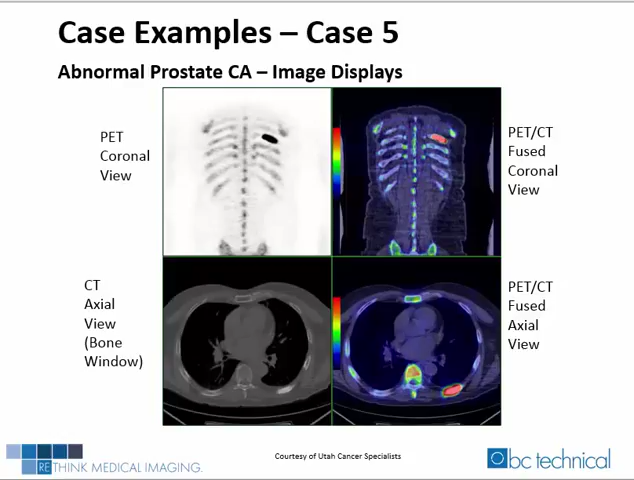 Case Examples – Case 5
Abnormal Prostate CA – Image Displays
PET
Coronal
View
PET/CT
Fused
Coronal
View
CT
Axial
View
(Bone
Window)
PET/CT
Fused
Axial
View
Courtesy of Utah Cancer Specialists
RETHINK MEDICAL IMAGING.
bc technical